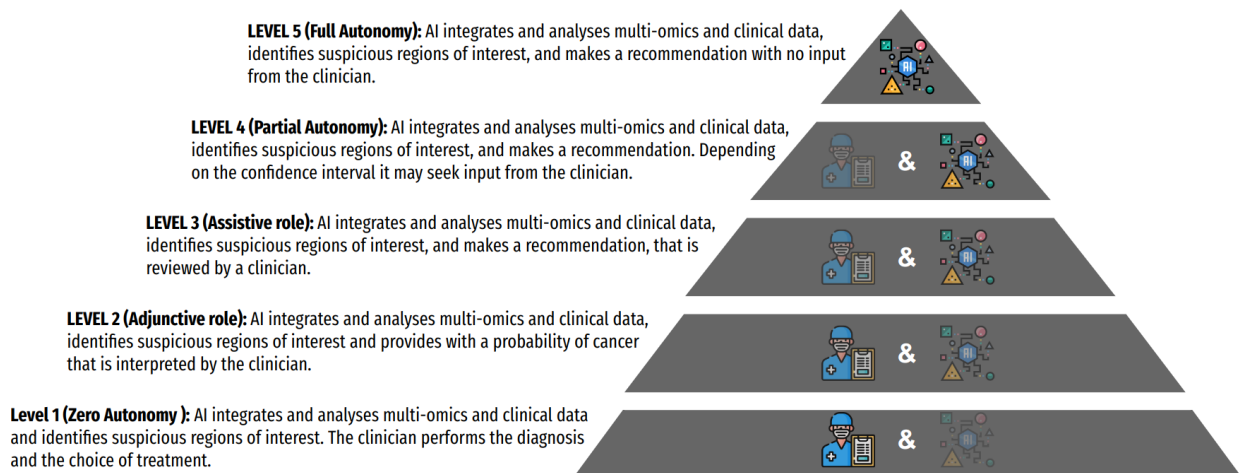 LEVEL 5 (Full Autonomy): AI integrates and analyses multi-omics and clinical data,
identifies suspicious regions of interest, and makes a recommendation with no input
from the clinician.
AI
LEVEL 4 (Partial Autonomy): AI integrates and analyses multi-omics and clinical data,
identifies suspicious regions of interest, and makes a recommendation. Depending
on the confidence interval it may seek input from the clinician.
& AI
LEVEL 3 (Assistive role): AI integrates and analyses multi-omics and clinical data,
identifies suspicious regions of interest, and makes a recommendation, that is
reviewed by a clinician.
& AI
LEVEL 2 (Adjunctive role): AI integrates and analyses multi-omics and clinical data,
identifies suspicious regions of interest and provides with a probability of cancer
that is interpreted by the clinician.
& AI
Level 1 (Zero Autonomy ): AI integrates and analyses multi-omics and clinical data
and identifies suspicious regions of interest. The clinician performs the diagnosis
and the choice of treatment.
& AI